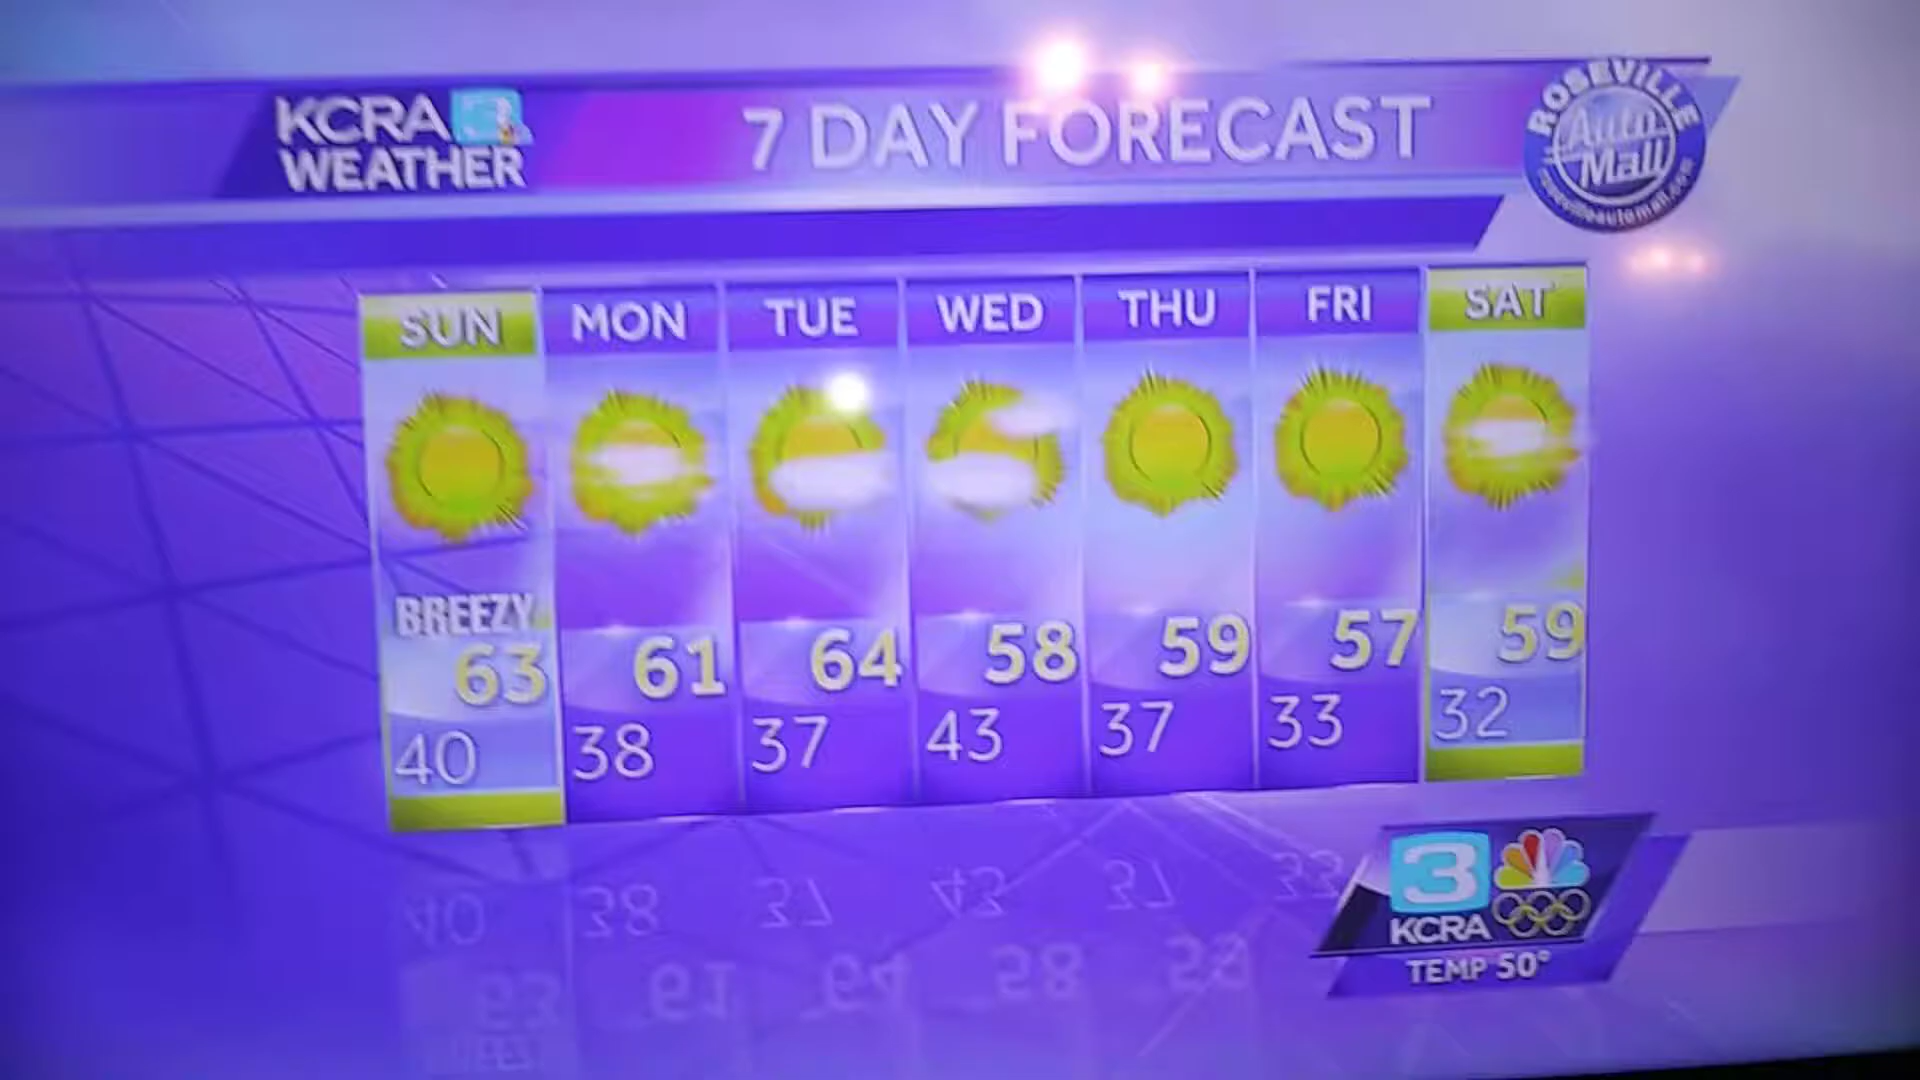 KCRA 3
WEATHER
7 DAY FORECAST
ROSEVILLE
Auto
Mall
SUN MON TUE WED THU FRI SAT
BREEZY
63 61 64 58 59 57 59
40 38 37 43 37 33 32
3
KCRA
TEMP 50°